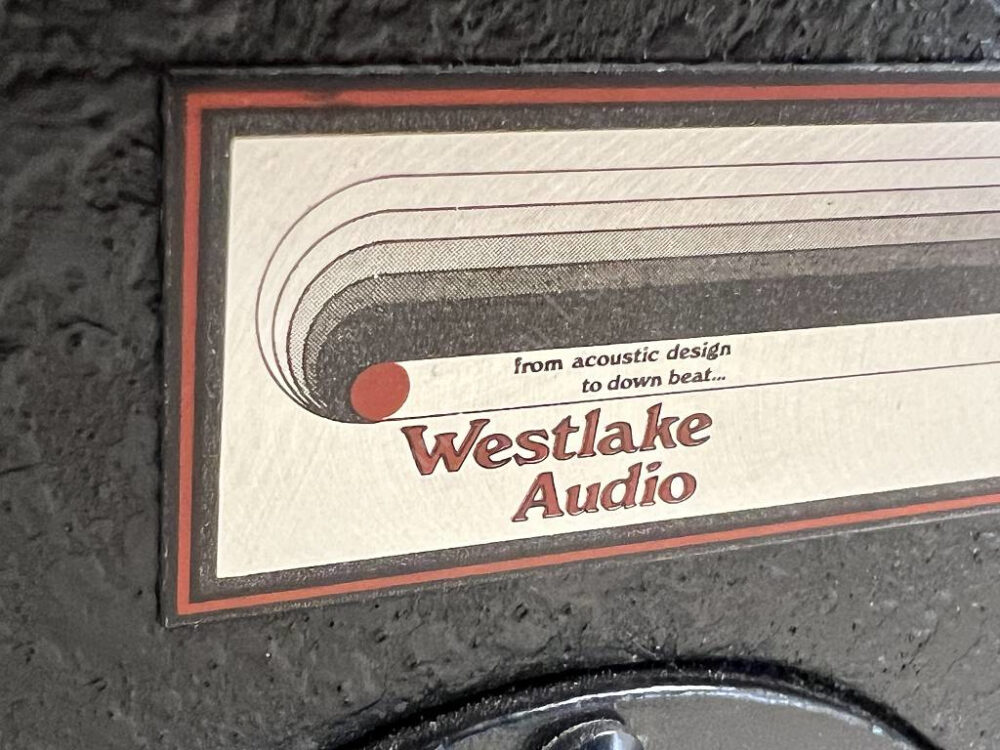 from acoustic design
to down beat...
Westlake
Audio